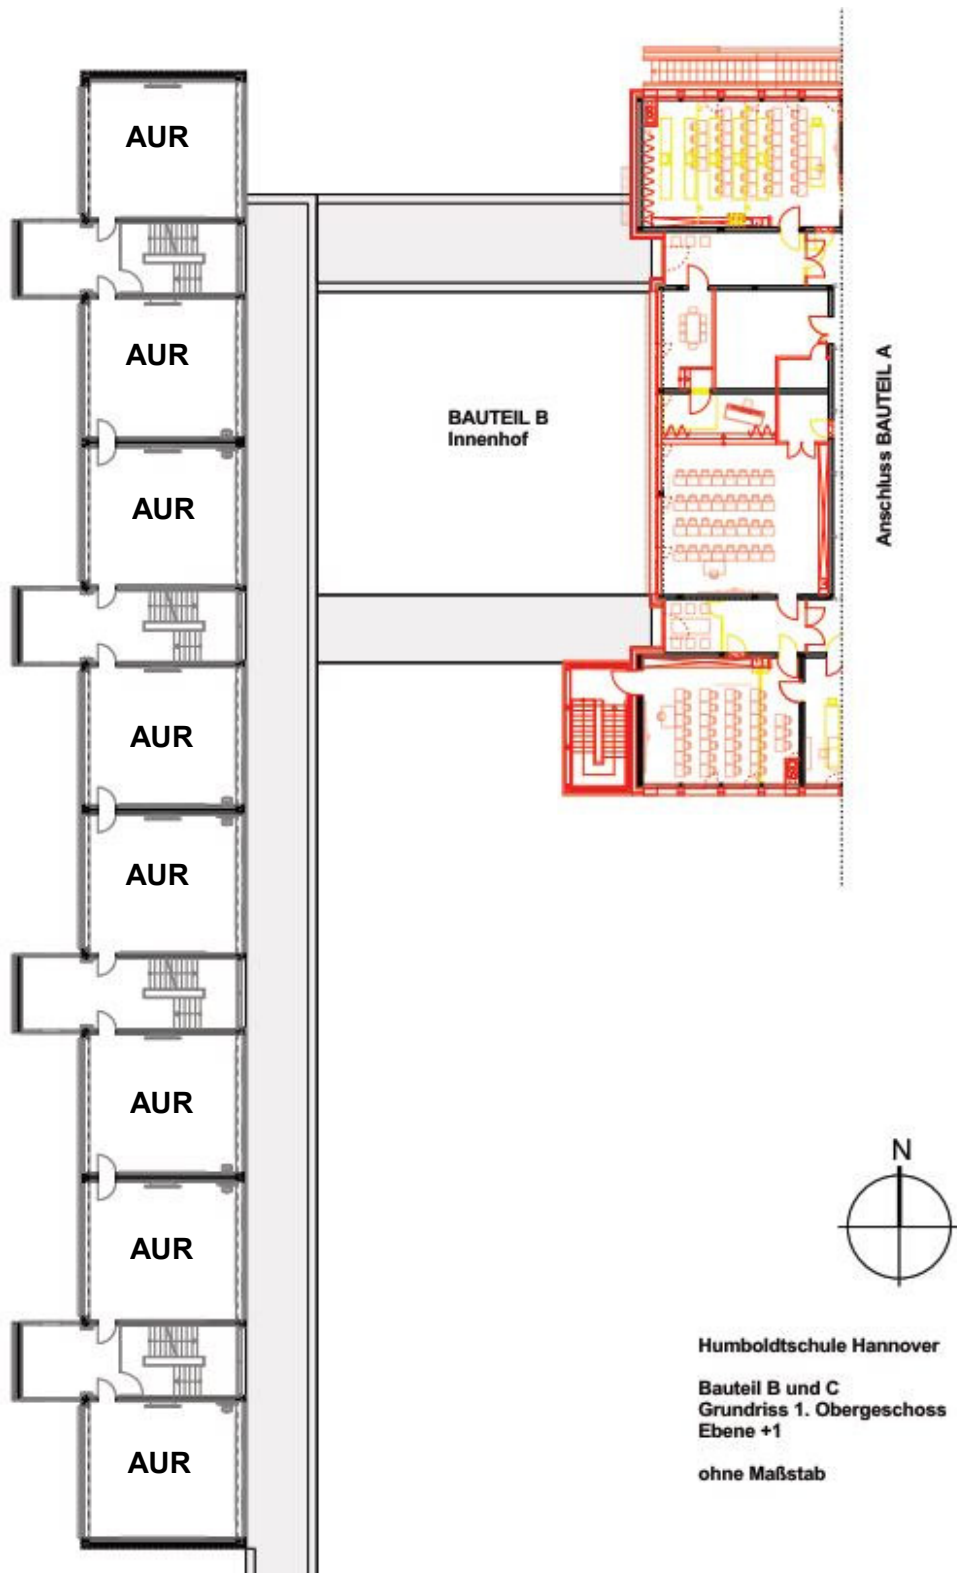 AUR
AUR
BAUTEIL B
Innenhof
Anschluss BAUTEIL A
AUR
AUR
AUR
AUR
AUR
N
Humboldtschule Hannover
Bauteil B und C
Grundriss 1. Obergeschoss
Ebene +1
ohne Maßstab
AUR